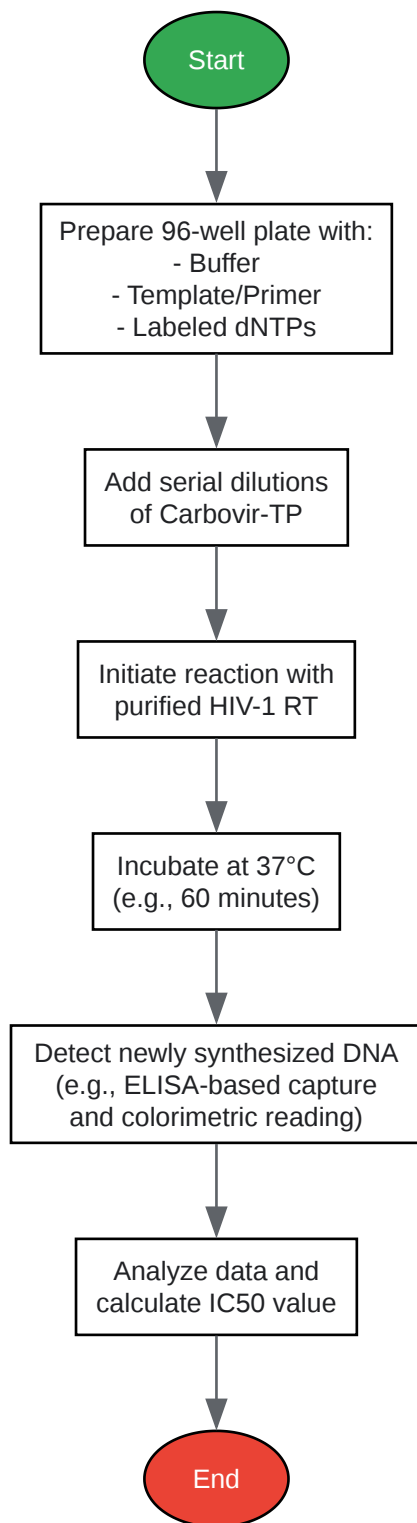 Start
Prepare 96-well plate with:
- Buffer
- Template/Primer
- Labeled dNTPs
Add serial dilutions
of Carbovir-TP
Initiate reaction with
purified HIV-1 RT
Incubate at 37°C
(e.g., 60 minutes)
Detect newly synthesized DNA
(e.g., ELISA-based capture
and colorimetric reading)
Analyze data and
calculate IC50 value
End